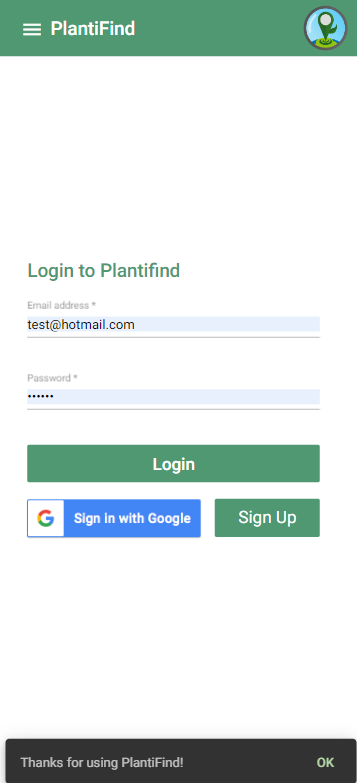 PlantiFind
Login to Plantifind
Email address *
test@hotmail.com
Password *
••••••
Login
Sign in with Google
Sign Up
Thanks for using PlantiFind!
OK